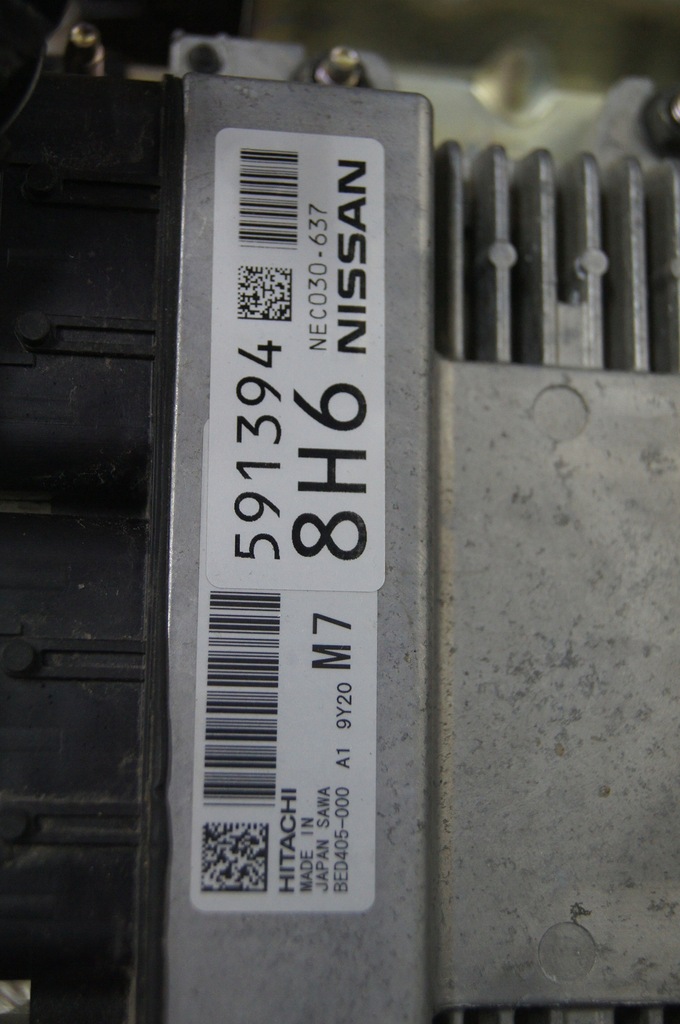 NEC030-637
NISSAN
591394
8H6
M7
HITACHI
MADE IN
JAPAN SAWA
BED405-000 A1 9Y20